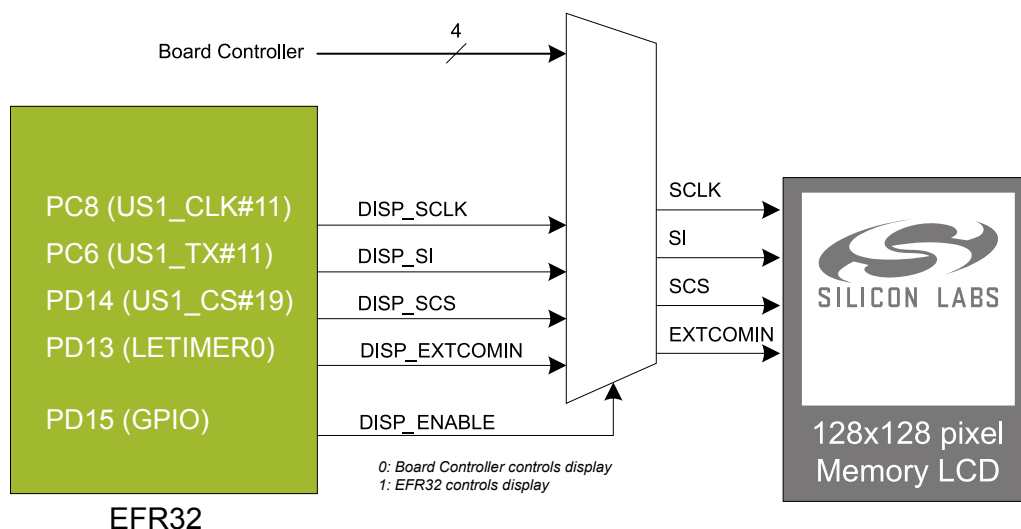 4
Board Controller
PC8 (US1_CLK#11)
DISP_SCLK
SCLK
PC6 (US1_TX#11)
DISP_SI
SI
PD14 (US1_CS#19)
DISP_SCS
SCS
PD13 (LETIMER0)
DISP_EXTCOMIN
EXTCOMIN
PD15 (GPIO)
DISP_ENABLE
0: Board Controller controls display
1: EFR32 controls display
EFR32
SILICON LABS
128x128 pixel
Memory LCD